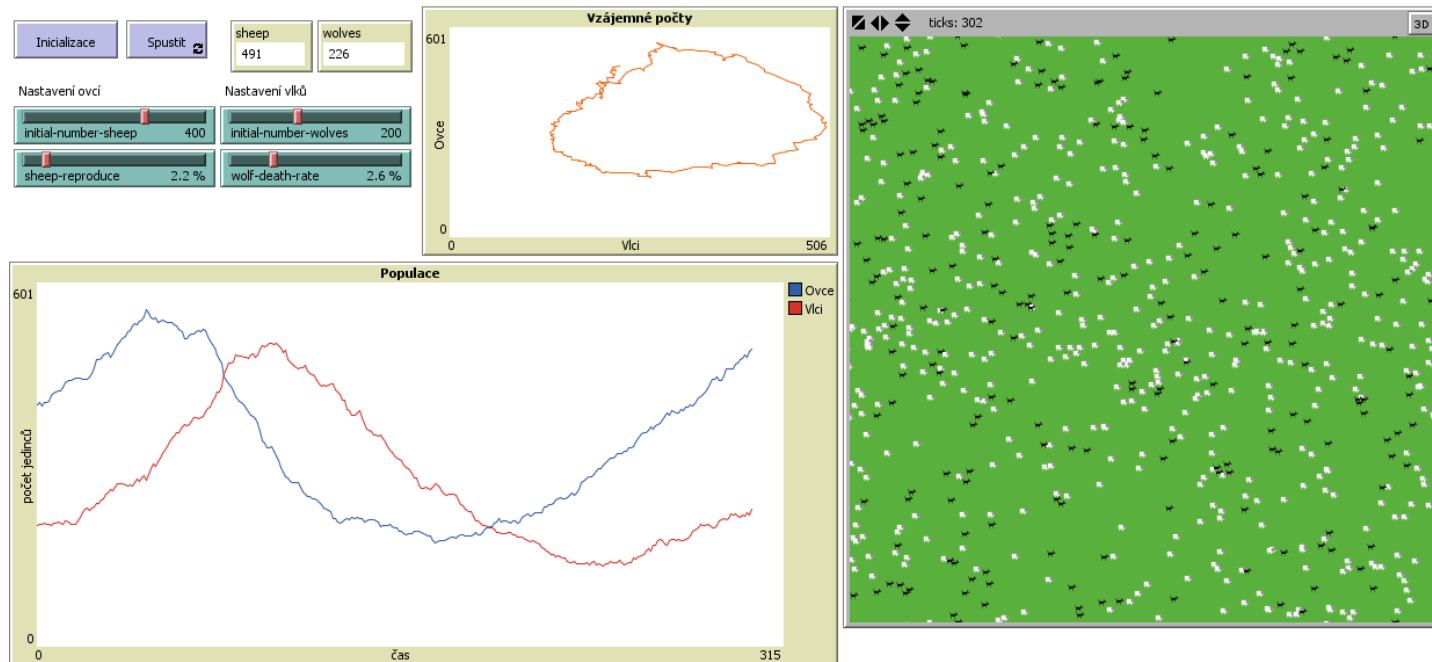 Inicializace
Spustit
sheep
491
wolves
226
Nastavení ovcí
Nastavení vlků
initial-number-sheep 400
initial-number-wolves 200
sheep-reproduce 2.2 %
wolf-death-rate 2.6 %
Vzájemné počty
601
Ovce
0
0
Vlci
506
Populace
601
počet jedinců
0
0
čas
315
Ovce
Vlci
ticks: 302
3D